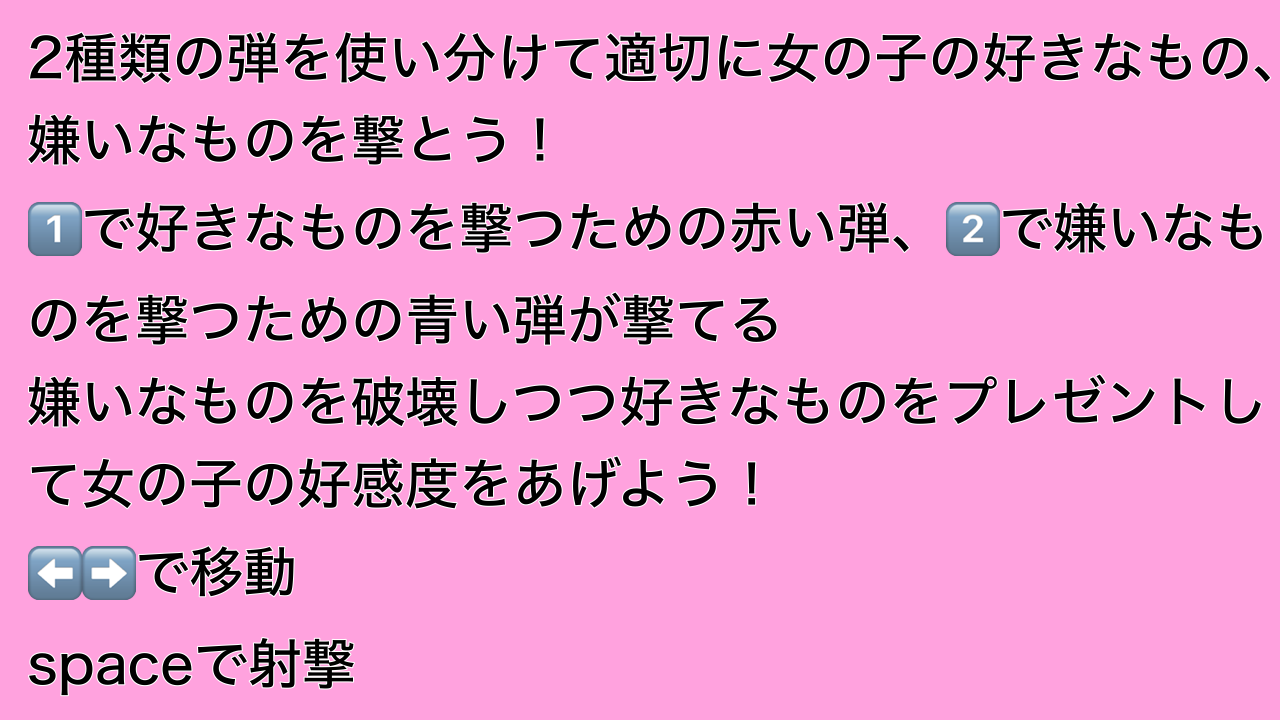 2種類の弾を使い分けて適切に女の子の好きなもの、
嫌いなものを撃とう！
1️⃣で好きなものを撃つための赤い弾、2️⃣で嫌いなも
のを撃つための青い弾が撃てる
嫌いなものを破壊しつつ好きなものをプレゼントし
て女の子の好感度をあげよう！
⬅️➡️で移動
spaceで射撃